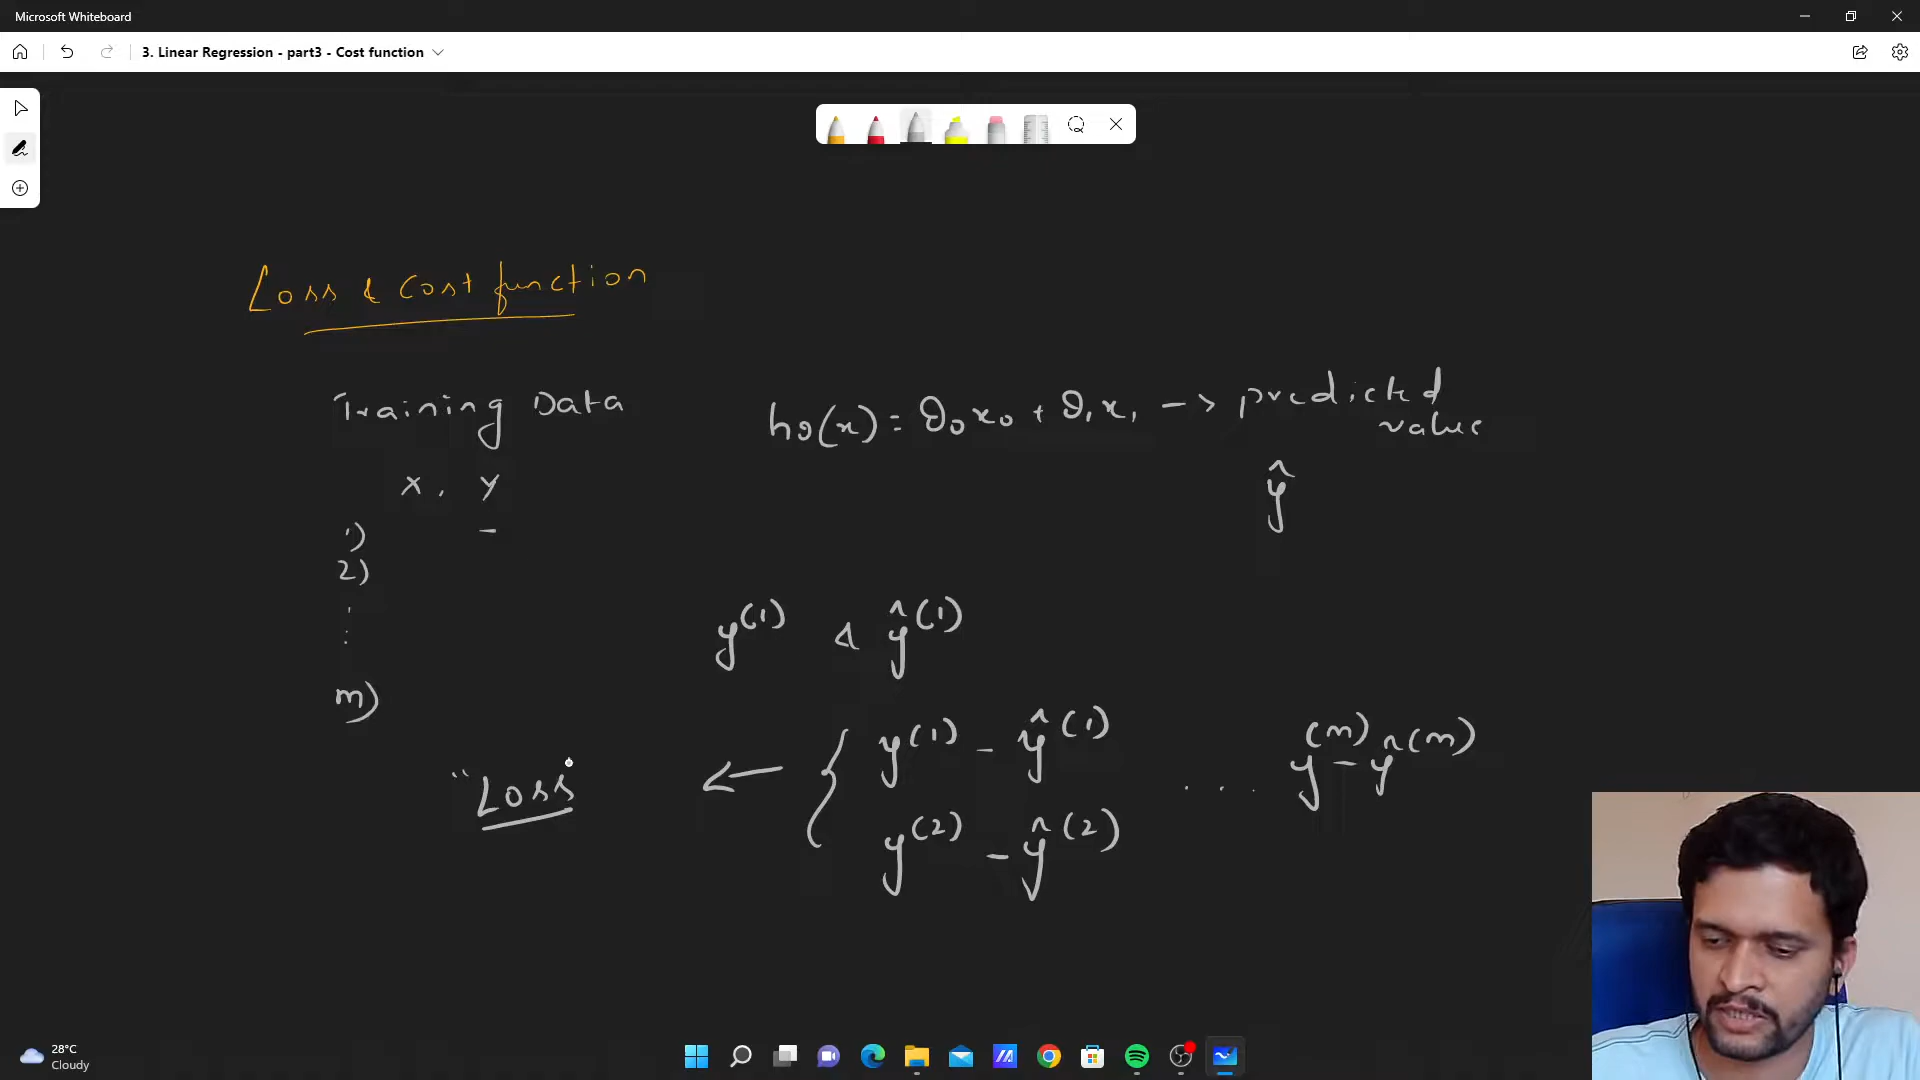 Microsoft Whiteboard
3. Linear Regression - part3 - Cost function
Loss & Cost function
Training Data
hθ(x) = θ₀x₀ + θ₁x₁ -> predicted
value
X, Y
ŷ
1)
2)
m)
y⁽¹⁾ & ŷ⁽¹⁾
y⁽¹⁾ - ŷ⁽¹⁾
y⁽ᵐ⁾ - ŷ⁽ᵐ⁾
"Loss
<- {
...
y⁽²⁾ - ŷ⁽²⁾
28°C
Cloudy